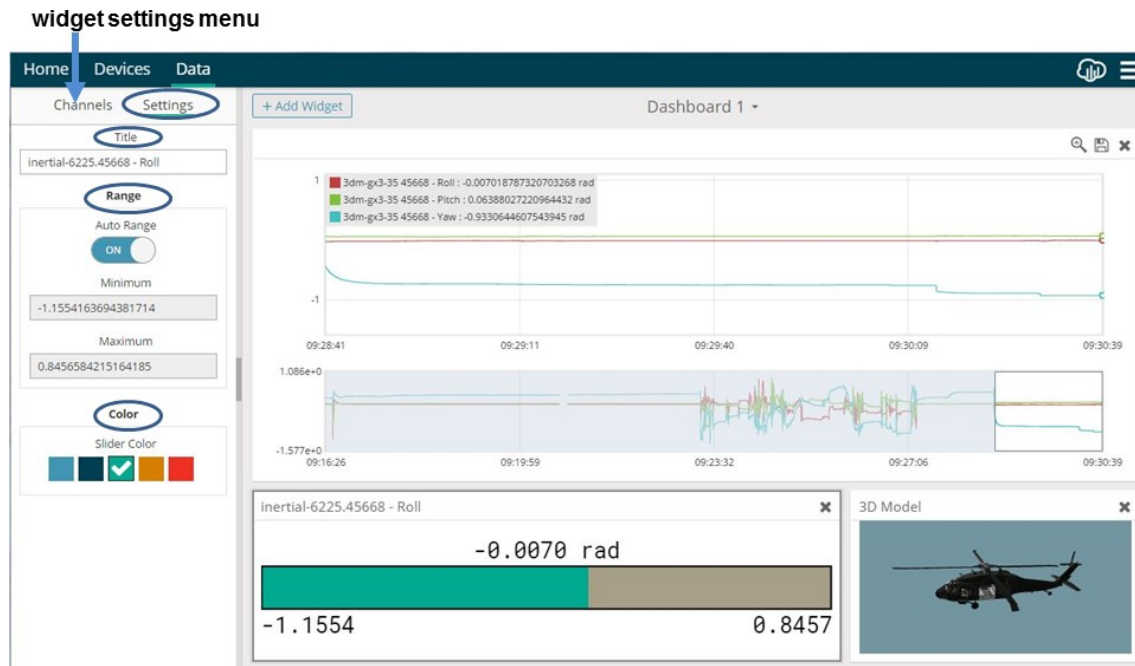 widget settings menu
Home Devices Data
Channels Settings
Title
inertial-6225.45668 - Roll
Range
Auto Range
ON
Minimum
-1.1554163694381714
Maximum
0.8456584215164185
Color
Slider Color
+ Add Widget
Dashboard 1
1
3dm-gx3-35 45668 - Roll : -0.007018787320703268 rad
3dm-gx3-35 45668 - Pitch : 0.06388027220964432 rad
3dm-gx3-35 45668 - Yaw : -0.9330644607543945 rad
-1
09:28:41 09:29:11 09:29:40 09:30:09 09:30:39
1.086e+0
-1.577e+0
09:16:26 09:19:59 09:23:32 09:27:06 09:30:39
inertial-6225.45668 - Roll
-0.0070 rad
-1.1554 0.8457
3D Model